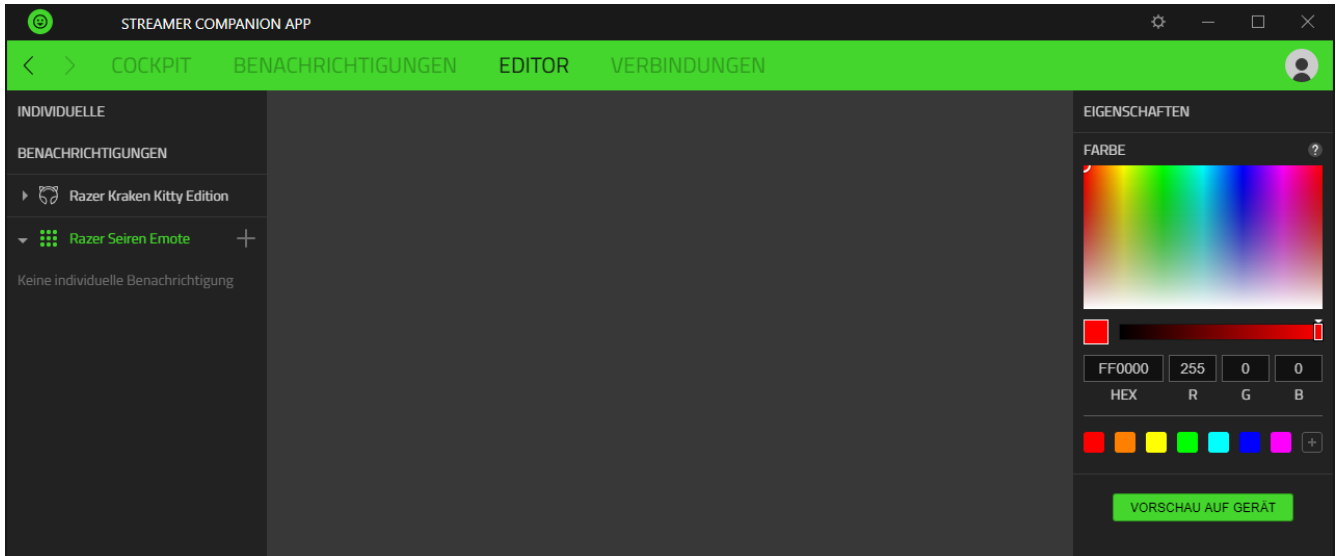 STREAMER COMPANION APP
COCKPIT BENACHRICHTIGUNGEN EDITOR VERBINDUNGEN
INDIVIDUELLE
BENACHRICHTIGUNGEN
Razer Kraken Kitty Edition
Razer Seiren Emote
Keine individuelle Benachrichtigung
EIGENSCHAFTEN
FARBE ?
FF0000 255 0 0
HEX R G B
VORSCHAU AUF GERÄT